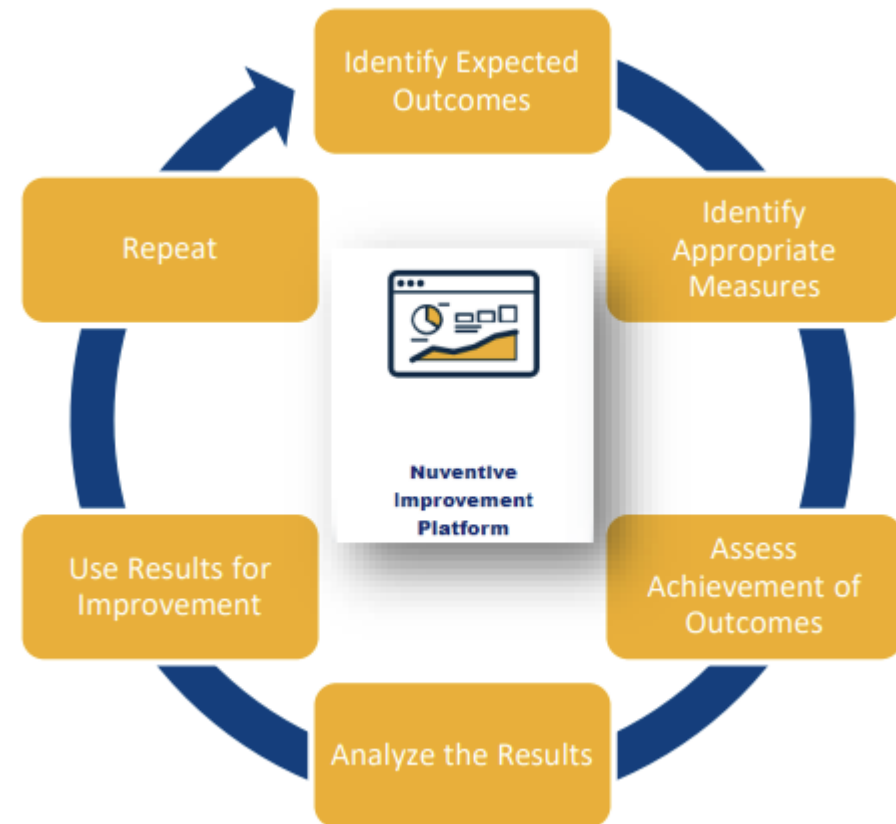 Identify Expected
Outcomes
Identify
Appropriate
Measures
Assess
Achievement of
Outcomes
Analyze the Results
Use Results for
Improvement
Repeat
Nuventive
Improvement
Platform